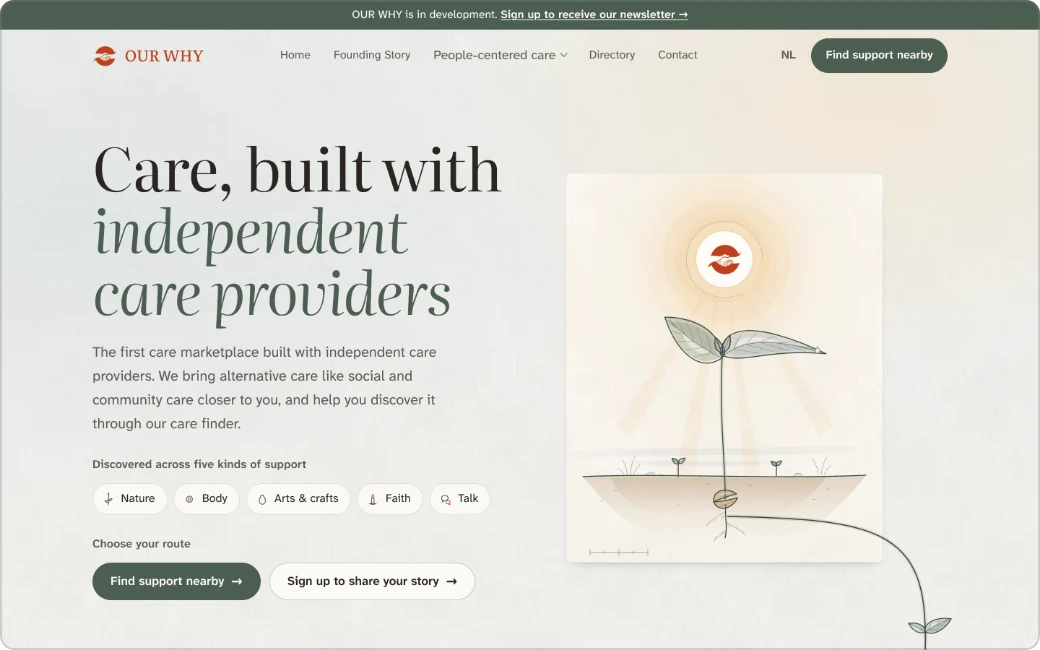 OUR WHY is in development. Sign up to receive our newsletter →
OUR WHY
Home
Founding Story
People-centered care
Directory
Contact
NL
Find support nearby
Care, built with
independent
care providers
The first care marketplace built with independent care
providers. We bring alternative care like social and
community care closer to you, and help you discover it
through our care finder.
Discovered across five kinds of support
Nature
Body
Arts & crafts
Faith
Talk
Choose your route
Find support nearby →
Sign up to share your story →